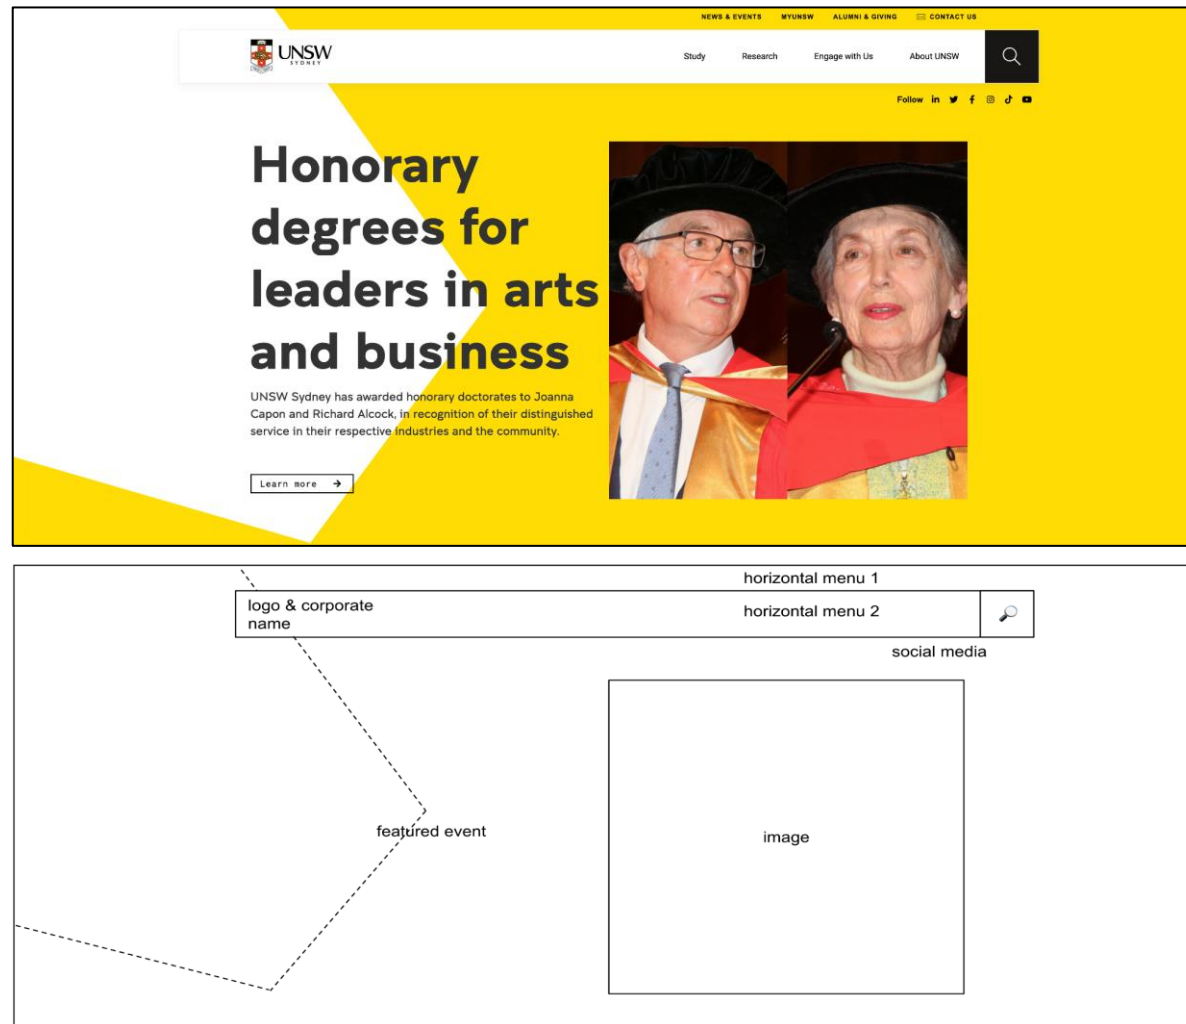 NEWS & EVENTS MYUNSW ALUMNI & GIVING CONTACT US
UNSW
SYDNEY
Study Research Engage with Us About UNSW
Follow
Honorary
degrees for
leaders in arts
and business
UNSW Sydney has awarded honorary doctorates to Joanna
Capon and Richard Alcock, in recognition of their distinguished
service in their respective industries and the community.
Learn more →
horizontal menu 1
logo & corporate
name
horizontal menu 2
social media
featured event
image